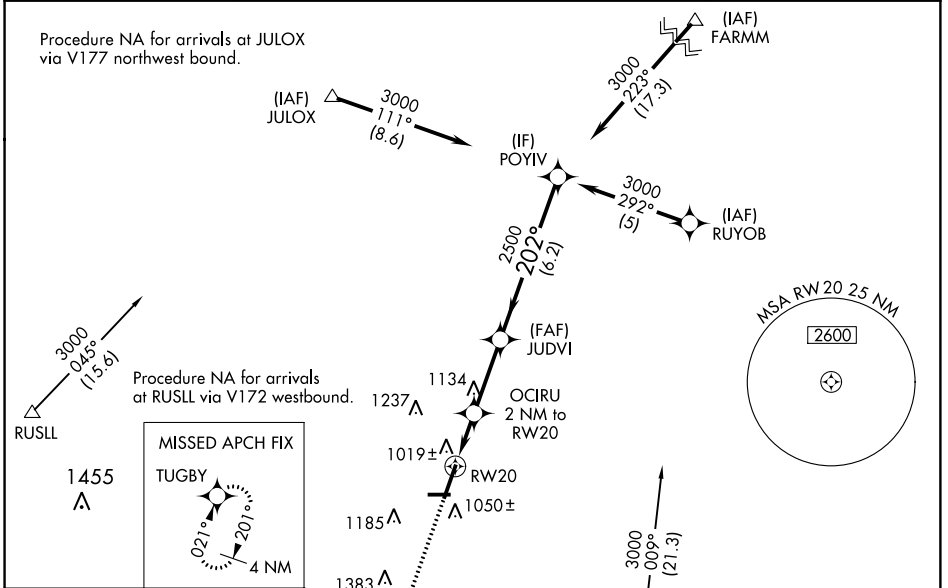 Procedure NA for arrivals at JULOX
via V177 northwest bound.
(IAF)
FARMM
3000
223°
(17.3)
(IAF)
JULOX
3000
111°
(8.6)
(IF)
POYIV
3000
292°
(5)
(IAF)
RUYOB
2500
202°
(6.2)
MSA RW20 25 NM
2600
(FAF)
JUDVI
3000
045°
(15.6)
RUSLL
Procedure NA for arrivals
at RUSLL via V172 westbound.
1134
1237
OCIRU
2 NM to
RW20
1019±
RW20
1455
MISSED APCH FIX
TUGBY
021°
201°
4 NM
1050±
1185
1383
3000
009°
(21.3)